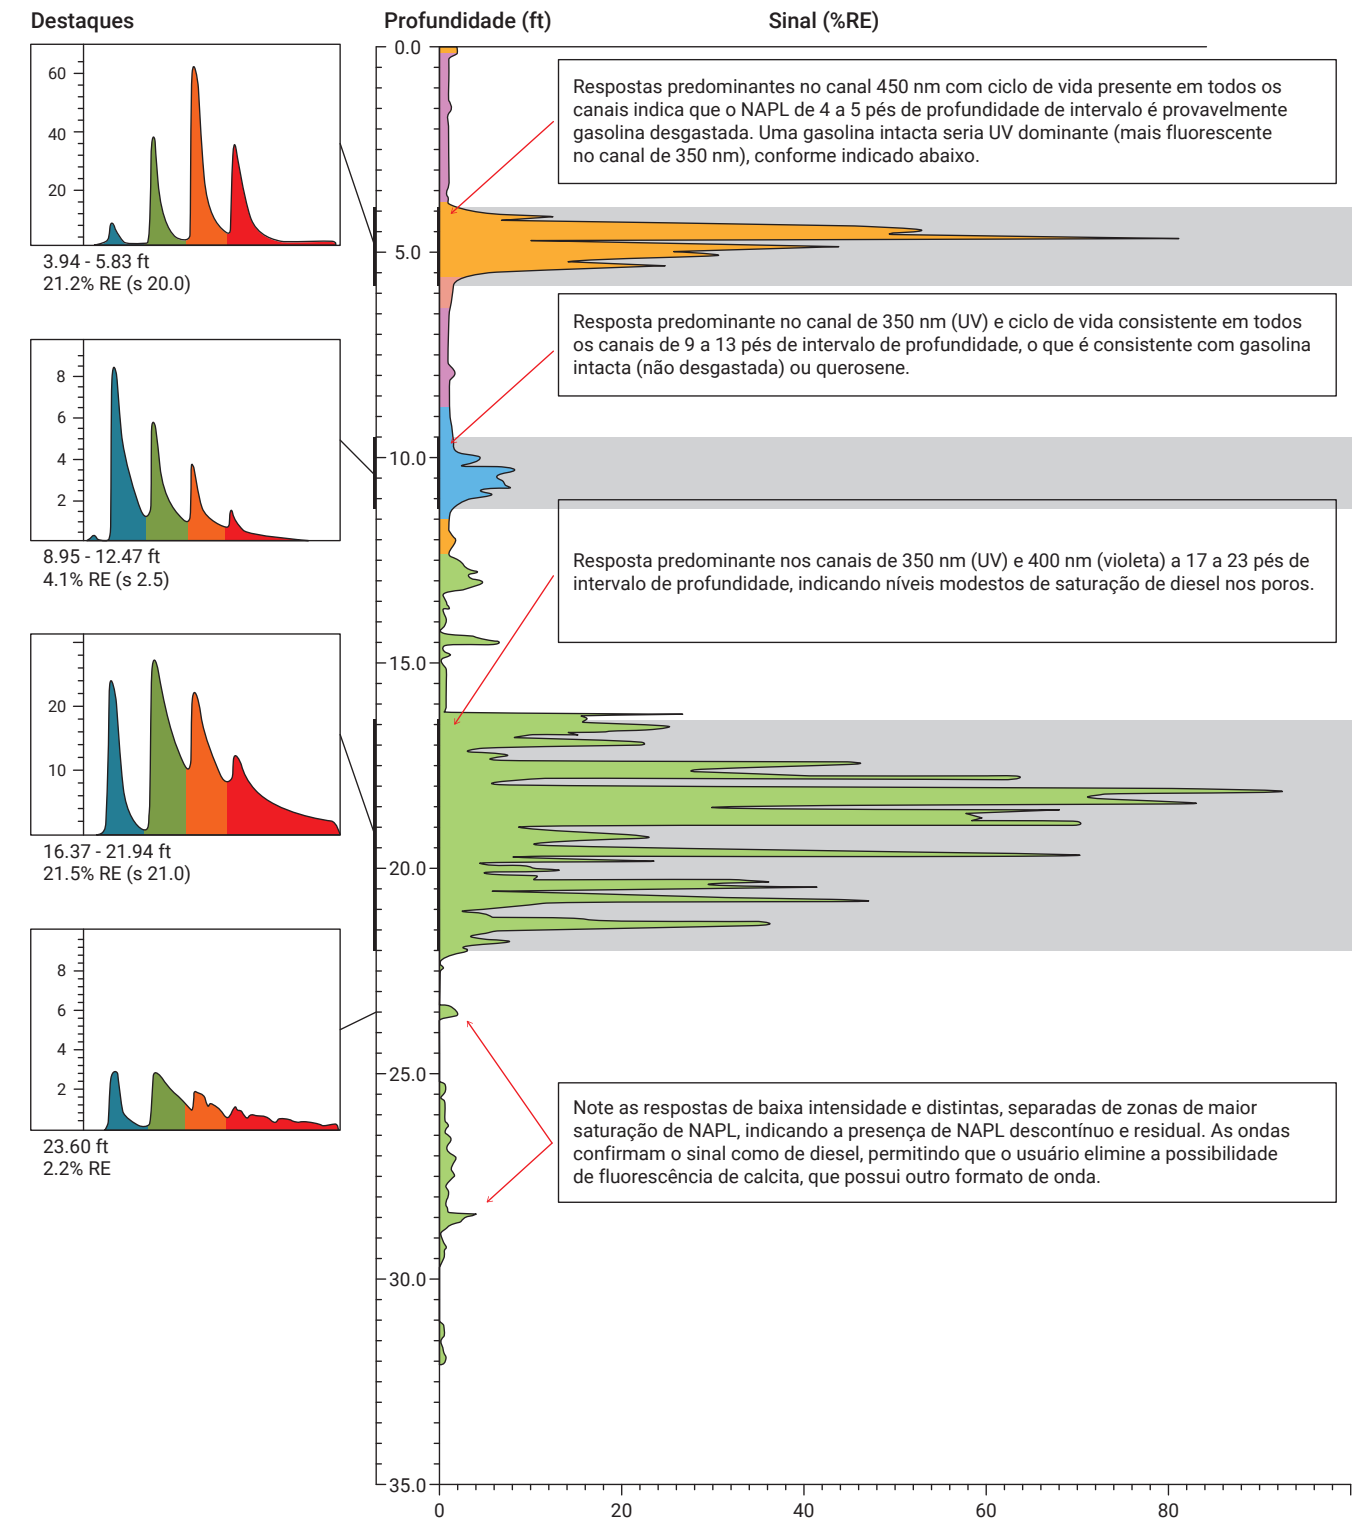 Destaques
Profundidade (ft)
Sinal (%RE)
60
40
20
3.94 - 5.83 ft
21.2% RE (s 20.0)
8
6
4
2
8.95 - 12.47 ft
4.1% RE (s 2.5)
20
10
16.37 - 21.94 ft
21.5% RE (s 21.0)
8
6
4
2
23.60 ft
2.2% RE
0.0
5.0
10.0
15.0
20.0
25.0
30.0
35.0
Respostas predominantes no canal 450 nm com ciclo de vida presente em todos os
canais indica que o NAPL de 4 a 5 pés de profundidade de intervalo é provavelmente
gasolina desgastada. Uma gasolina intacta seria UV dominante (mais fluorescente
no canal de 350 nm), conforme indicado abaixo.
Resposta predominante no canal de 350 nm (UV) e ciclo de vida consistente em todos
os canais de 9 a 13 pés de intervalo de profundidade, o que é consistente com gasolina
intacta (não desgastada) ou querosene.
Resposta predominante nos canais de 350 nm (UV) e 400 nm (violeta) a 17 a 23 pés de
intervalo de profundidade, indicando níveis modestos de saturação de diesel nos poros.
Note as respostas de baixa intensidade e distintas, separadas de zonas de maior
saturação de NAPL, indicando a presença de NAPL descontínuo e residual. As ondas
confirmam o sinal como de diesel, permitindo que o usuário elimine a possibilidade
de fluorescência de calcita, que possui outro formato de onda.
0
20
40
60
80